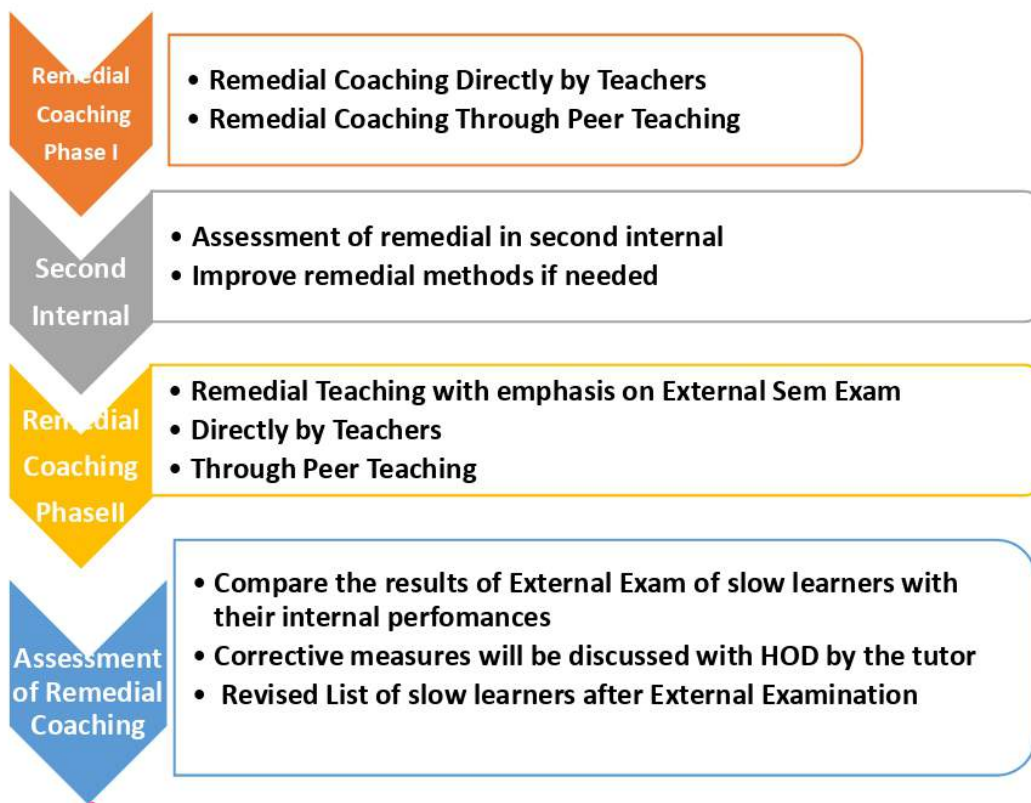 Remedial
Coaching
Phase I
• Remedial Coaching Directly by Teachers
• Remedial Coaching Through Peer Teaching
Second
Internal
• Assessment of remedial in second internal
• Improve remedial methods if needed
Remedial
Coaching
PhaseII
• Remedial Teaching with emphasis on External Sem Exam
• Directly by Teachers
• Through Peer Teaching
Assessment
of Remedial
Coaching
• Compare the results of External Exam of slow learners with
their internal perfomances
• Corrective measures will be discussed with HOD by the tutor
• Revised List of slow learners after External Examination